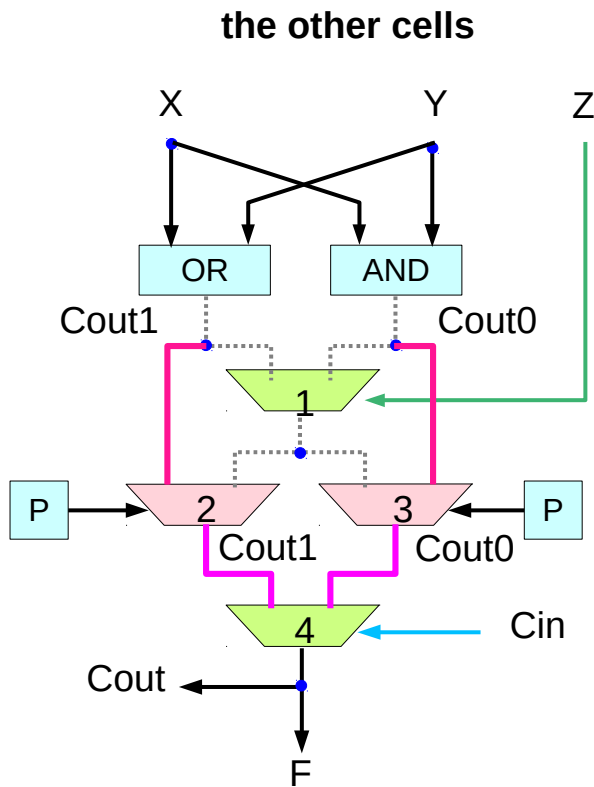 the other cells
X
Y
Z
OR
AND
Cout1
Cout0
1
P
2
3
P
Cout1
Cout0
4
Cin
Cout
F